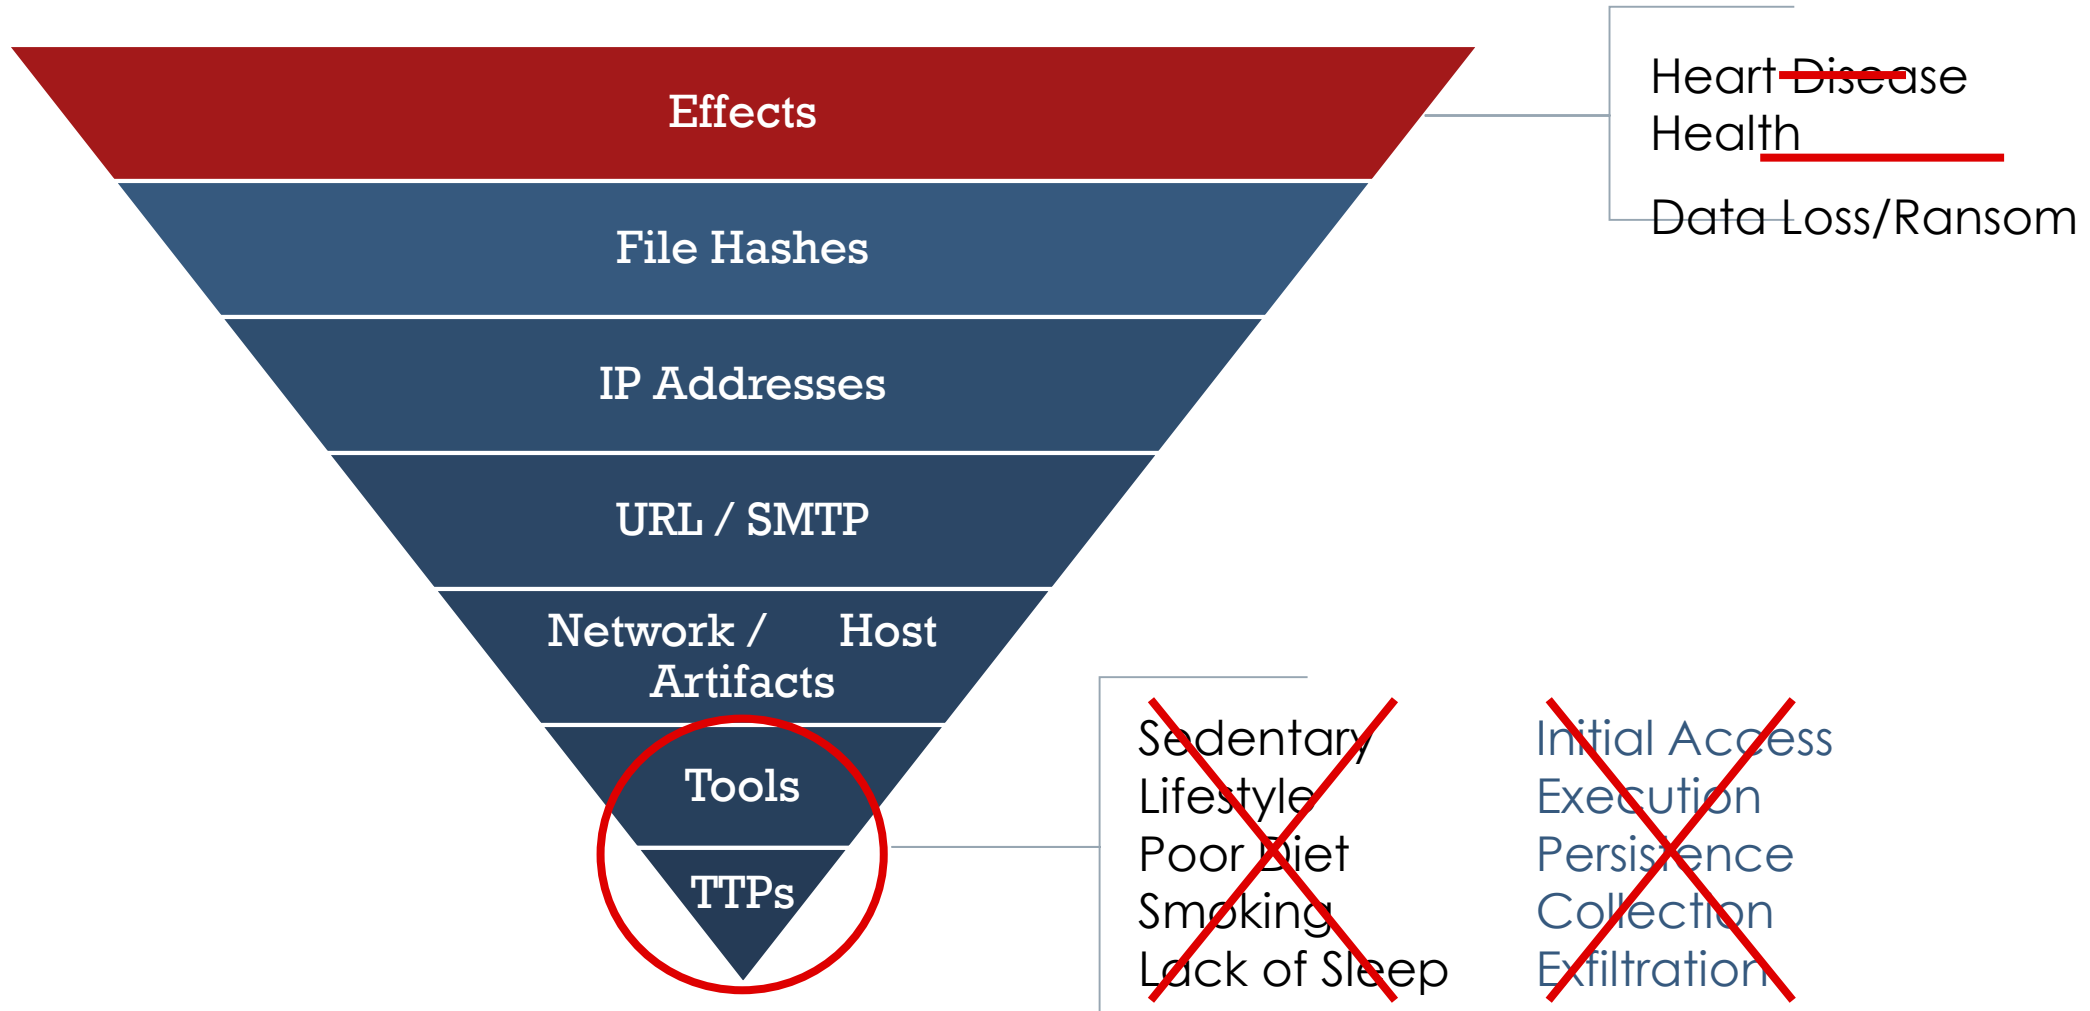 Effects
File Hashes
IP Addresses
URL / SMTP
Network / Host
Artifacts
Tools
TTPs
Heart Disease
Health
Data Loss/Ransom
Sedentary
Lifestyle
Poor Diet
Smoking
Lack of Sleep
Initial Access
Execution
Persistence
Collection
Exfiltration